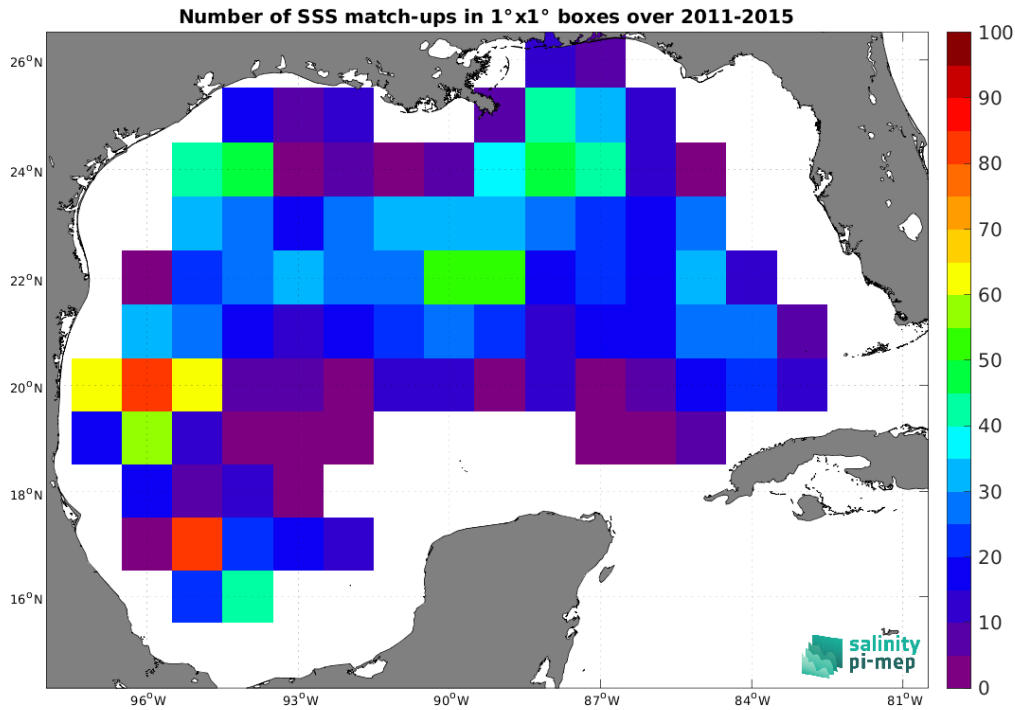 Number of SSS match-ups in 1°x1° boxes over 2011-2015
26°N
24°N
22°N
20°N
18°N
16°N
96°W
93°W
90°W
87°W
84°W
81°W
100
90
80
70
60
50
40
30
20
10
0
salinity
pi-mep